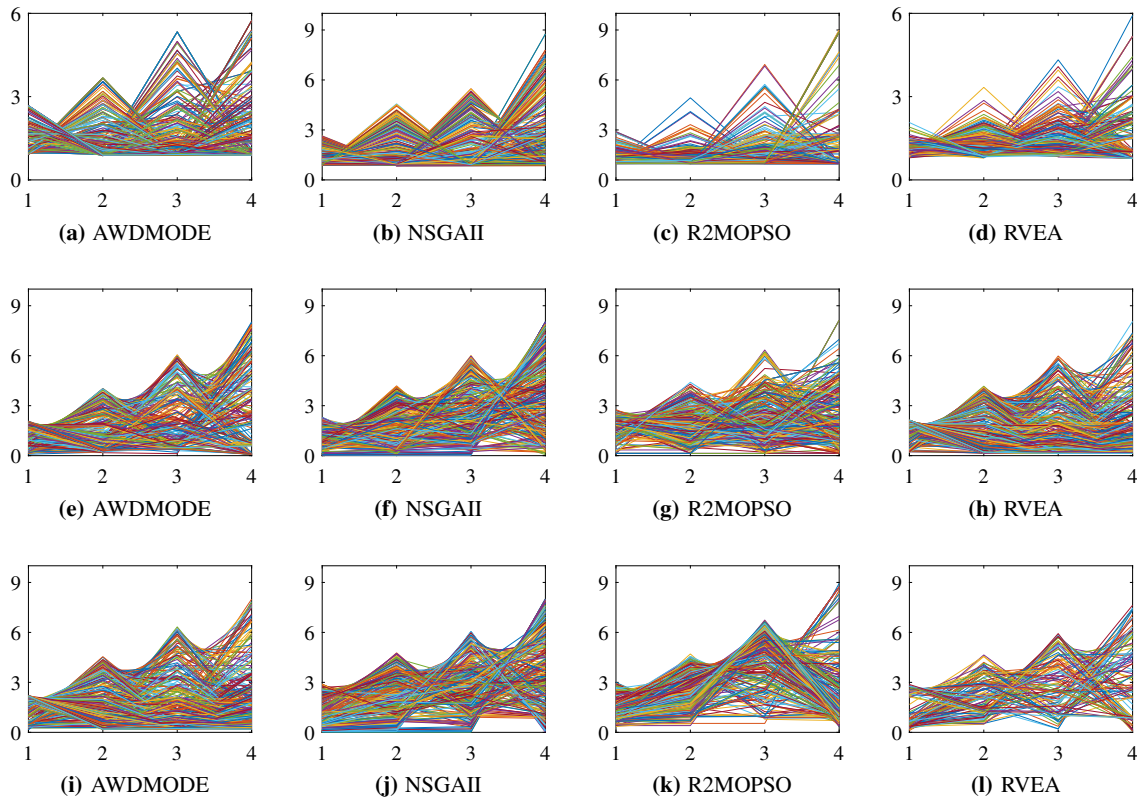 6 9 9 6
6 6
3 3
3 3
0 0 0 0
1 2 3 4 1 2 3 4 1 2 3 4 1 2 3 4
(a) AWDMODE (b) NSGAII (c) R2MOPSO (d) RVEA
9 9 9 9
6 6 6 6
3 3 3 3
0 0 0 0
1 2 3 4 1 2 3 4 1 2 3 4 1 2 3 4
(e) AWDMODE (f) NSGAII (g) R2MOPSO (h) RVEA
9 9 9 9
6 6 6 6
3 3 3 3
0 0 0 0
1 2 3 4 1 2 3 4 1 2 3 4 1 2 3 4
(i) AWDMODE (j) NSGAII (k) R2MOPSO (l) RVEA